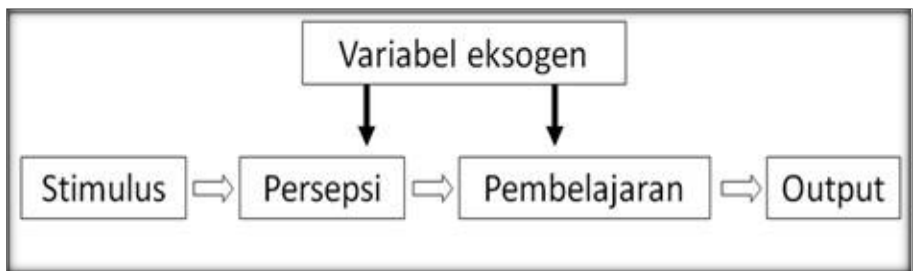 Variabel eksogen
Stimulus
Persepsi
Pembelajaran
Output